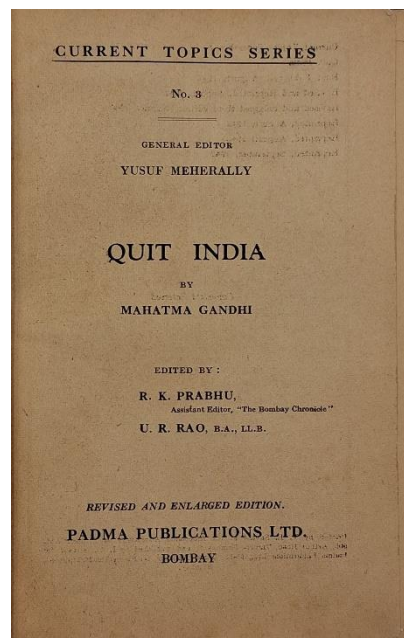 CURRENT TOPICS SERIES
No. 3
GENERAL EDITOR
YUSUF MEHERALLY
QUIT INDIA
BY
MAHATMA GANDHI
EDITED BY :
R. K. PRABHU,
Assistant Editor, "The Bombay Chronicle"
U. R. RAO, B.A., LL.B.
REVISED AND ENLARGED EDITION.
PADMA PUBLICATIONS LTD.
BOMBAY